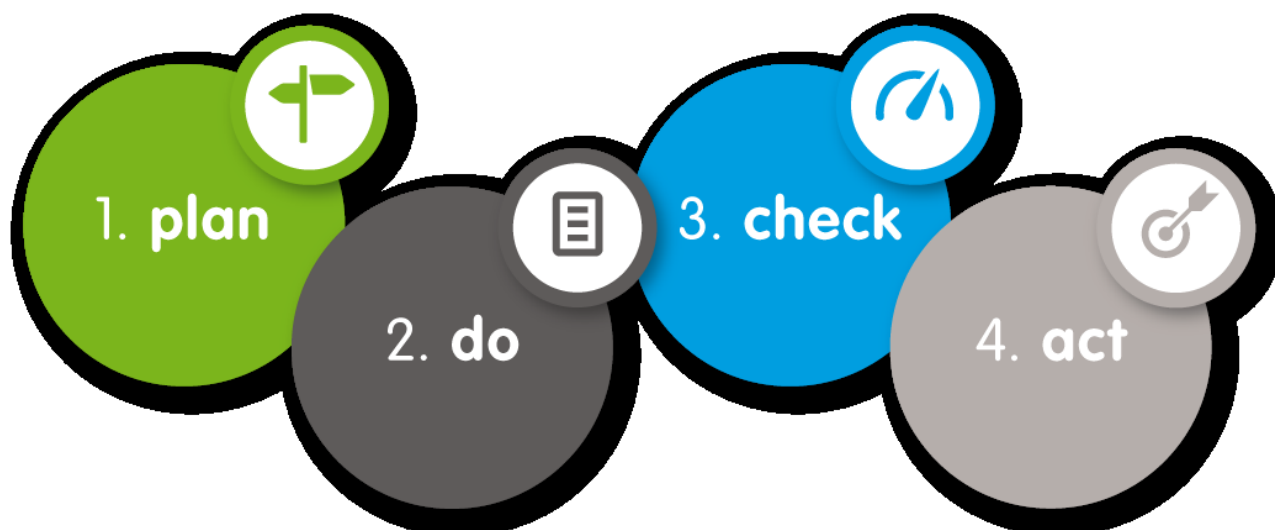 1. plan
2. do
3. check
4. act